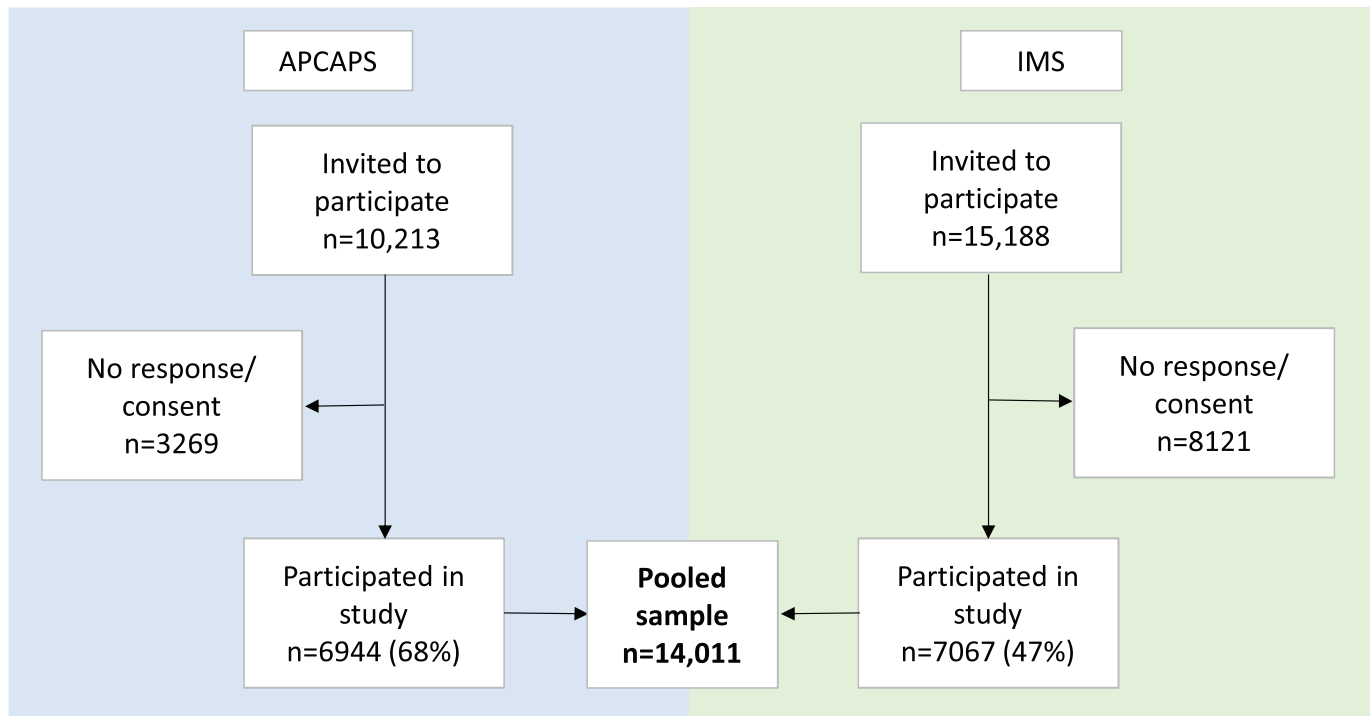 APCAPS
Invited to
participate
n=10,213
No response/
consent
n=3269
Participated in
study
n=6944 (68%)
Pooled
sample
n=14,011
IMS
Invited to
participate
n=15,188
No response/
consent
n=8121
Participated in
study
n=7067 (47%)